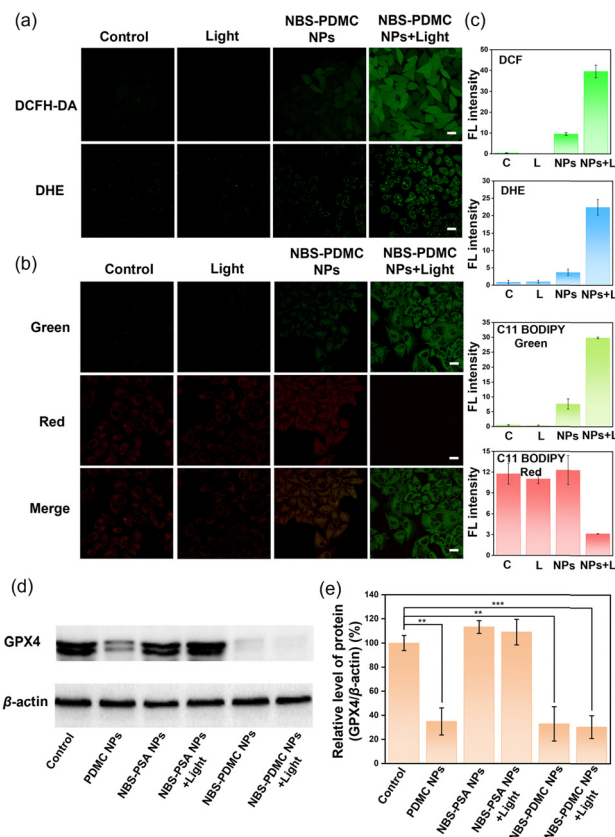 (a)
Control
Light
NBS-PDMC
NPs
NBS-PDMC
NPs+Light
DCFH-DA
DHE
(b)
Control
Light
NBS-PDMC
NPs
NBS-PDMC
NPs+Light
Green
Red
Merge
(c)
DCF
FL intensity
50
40
30
20
10
0
C L NPs NPs+L
DHE
FL intensity
30
25
20
15
10
5
0
C L NPs NPs+L
C11 BODIPY
Green
FL intensity
35
30
25
20
15
10
5
0
C L NPs NPs+L
C11 BODIPY
Red
FL intensity
15
12
9
6
3
0
C L NPs NPs+L
(d)
GPX4
β-actin
Control
PDMC NPs
NBS-PSA NPs
NBS-PSA NPs
+Light
NBS-PDMC NPs
NBS-PDMC NPs
+Light
(e)
Relative level of protein
(GPX4/β-actin) (%)
140
120
100
80
60
40
20
0
***
**
**
Control
PDMC NPs
NBS-PSA NPs
NBS-PSA NPs
+Light
NBS-PDMC NPs
NBS-PDMC NPs
+Light